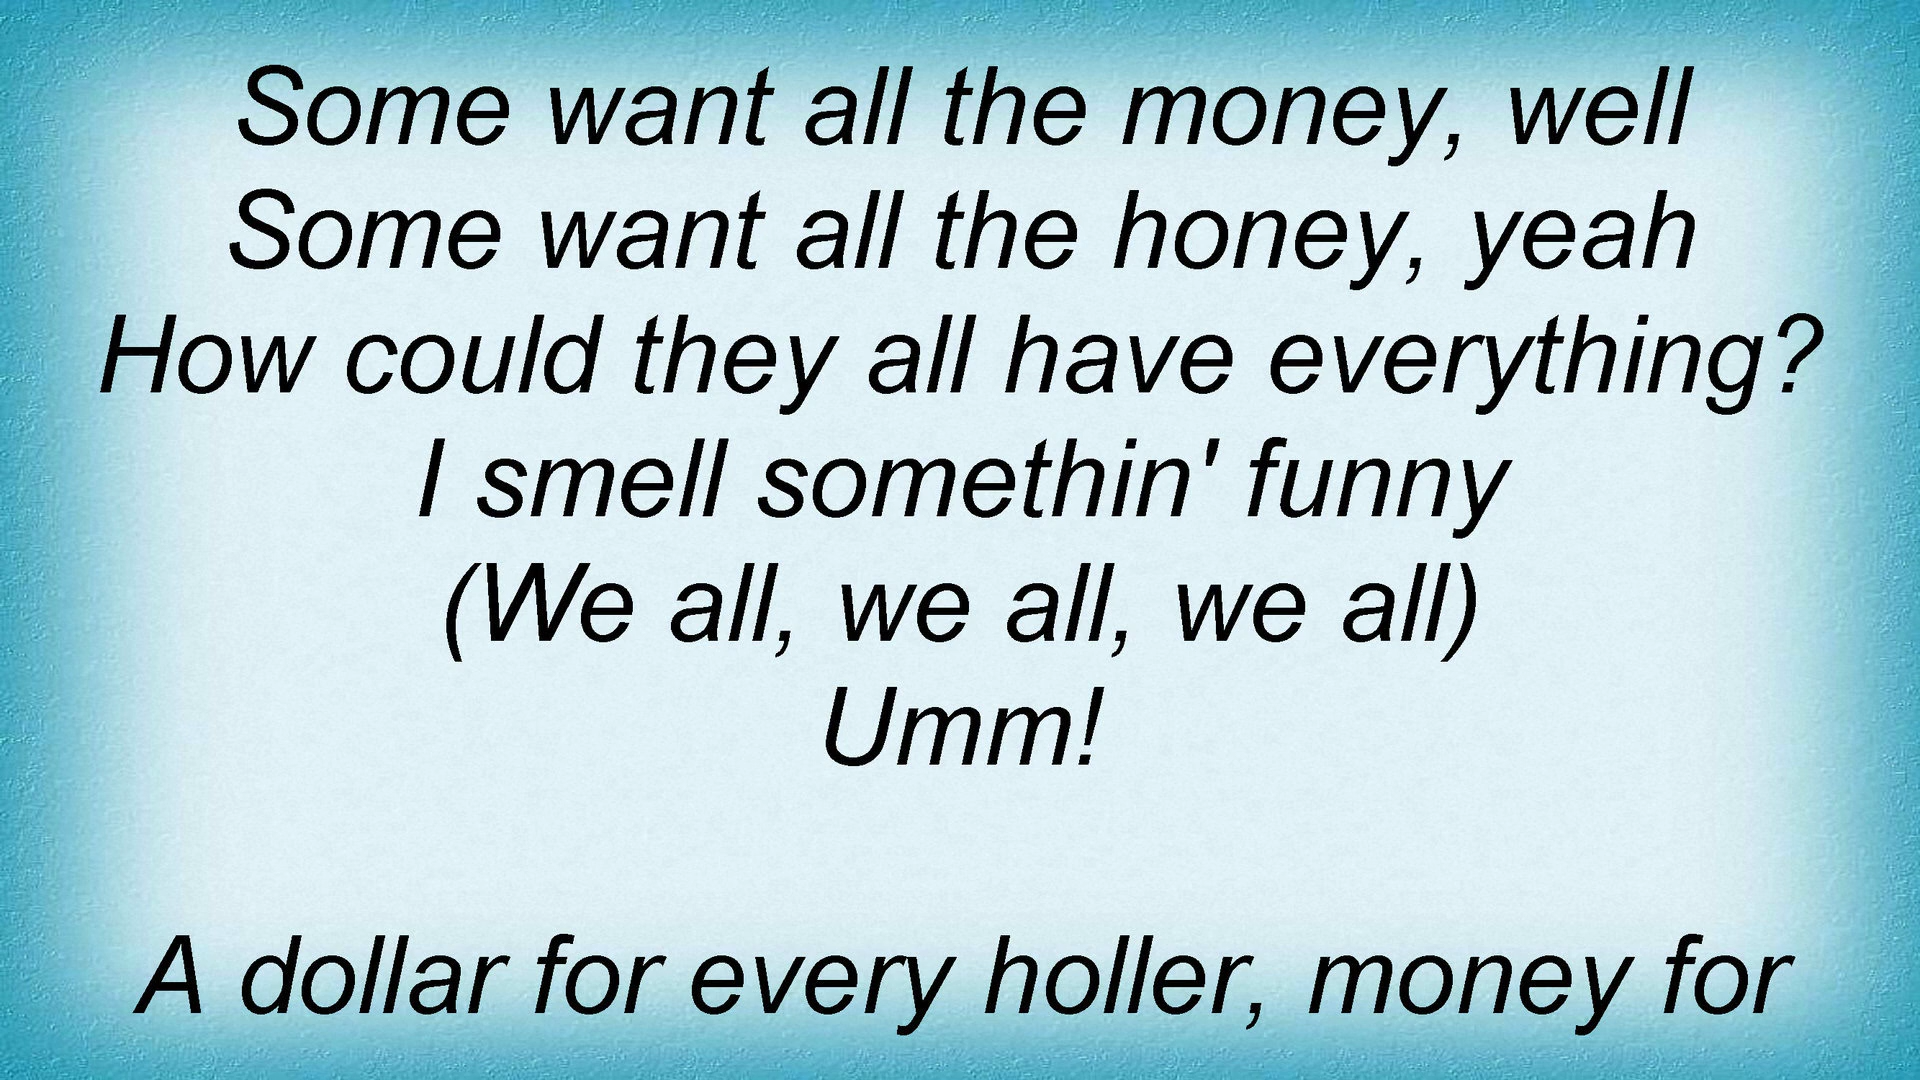 Some want all the money, well
Some want all the honey, yeah
How could they all have everything?
I smell somethin' funny
(We all, we all, we all)
Umm!
A dollar for every holler, money for